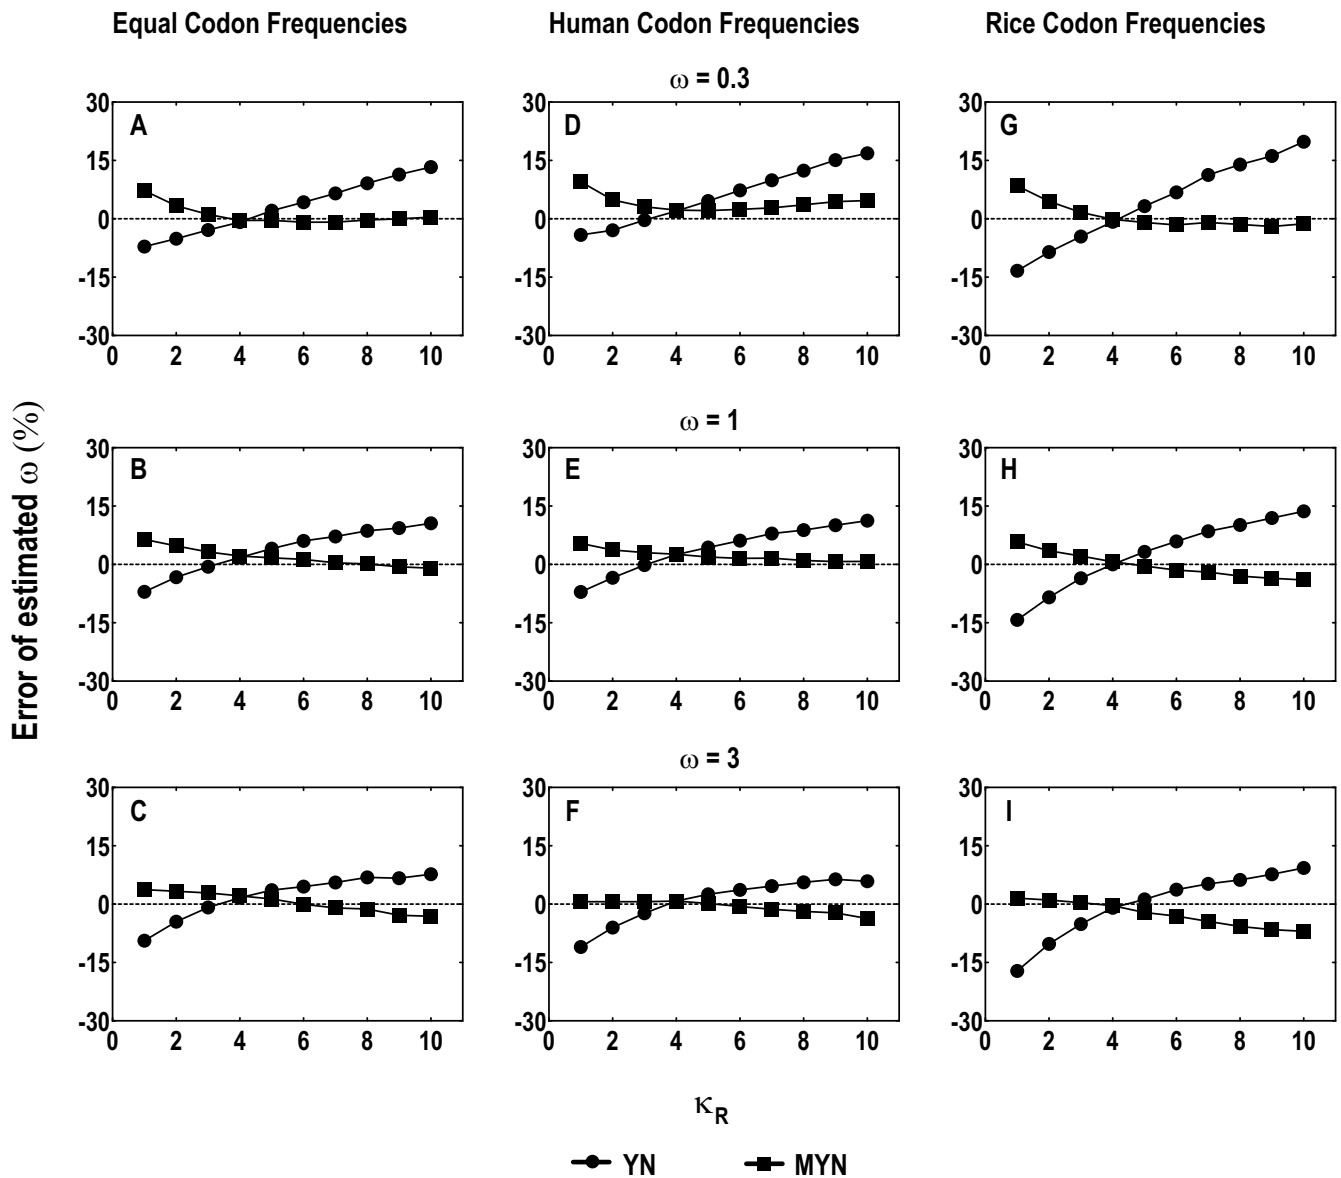 Equal Codon Frequencies Human Codon Frequencies Rice Codon Frequencies
ω = 0.3
30 30 30
A D G
15 15 15
0 0 0
-15 -15 -15
-30 -30 -30
0 2 4 6 8 10 0 2 4 6 8 10 0 2 4 6 8 10
ω = 1
30 30 30
B E H
15 15 15
0 0 0
-15 -15 -15
-30 -30 -30
0 2 4 6 8 10 0 2 4 6 8 10 0 2 4 6 8 10
ω = 3
30 30 30
C F I
15 15 15
0 0 0
-15 -15 -15
-30 -30 -30
0 2 4 6 8 10 0 2 4 6 8 10 0 2 4 6 8 10
Error of estimated ω (%)
κR
YN MYN